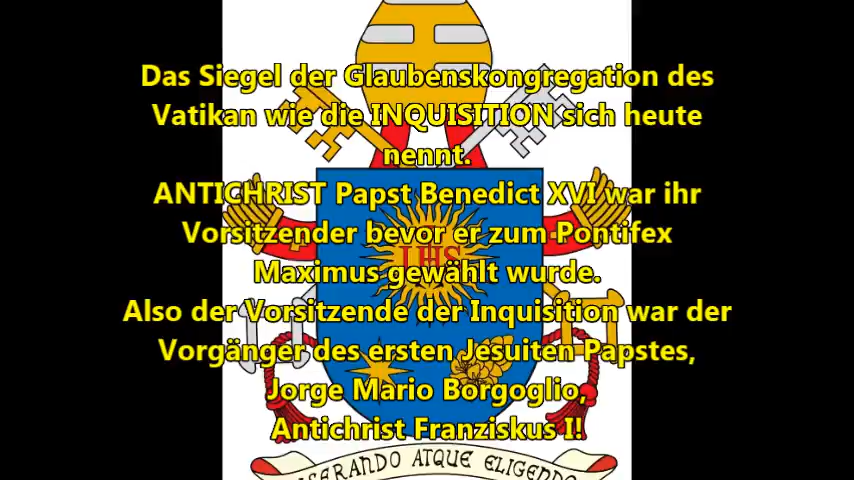 Das Siegel der Glaubenskongregation des
Vatikan wie die INQUISITION sich heute
nennt.
ANTICHRIST Papst Benedict XVI war ihr
Vorsitzender bevor er zum Pontifex
Maximus gewählt wurde.
IHS
Also der Vorsitzende der Inquisition war der
Vorgänger des ersten Jesuiten Papstes,
Jorge Mario Borgoglio,
Antichrist Franziskus I!
ATQUE ELIGENDO